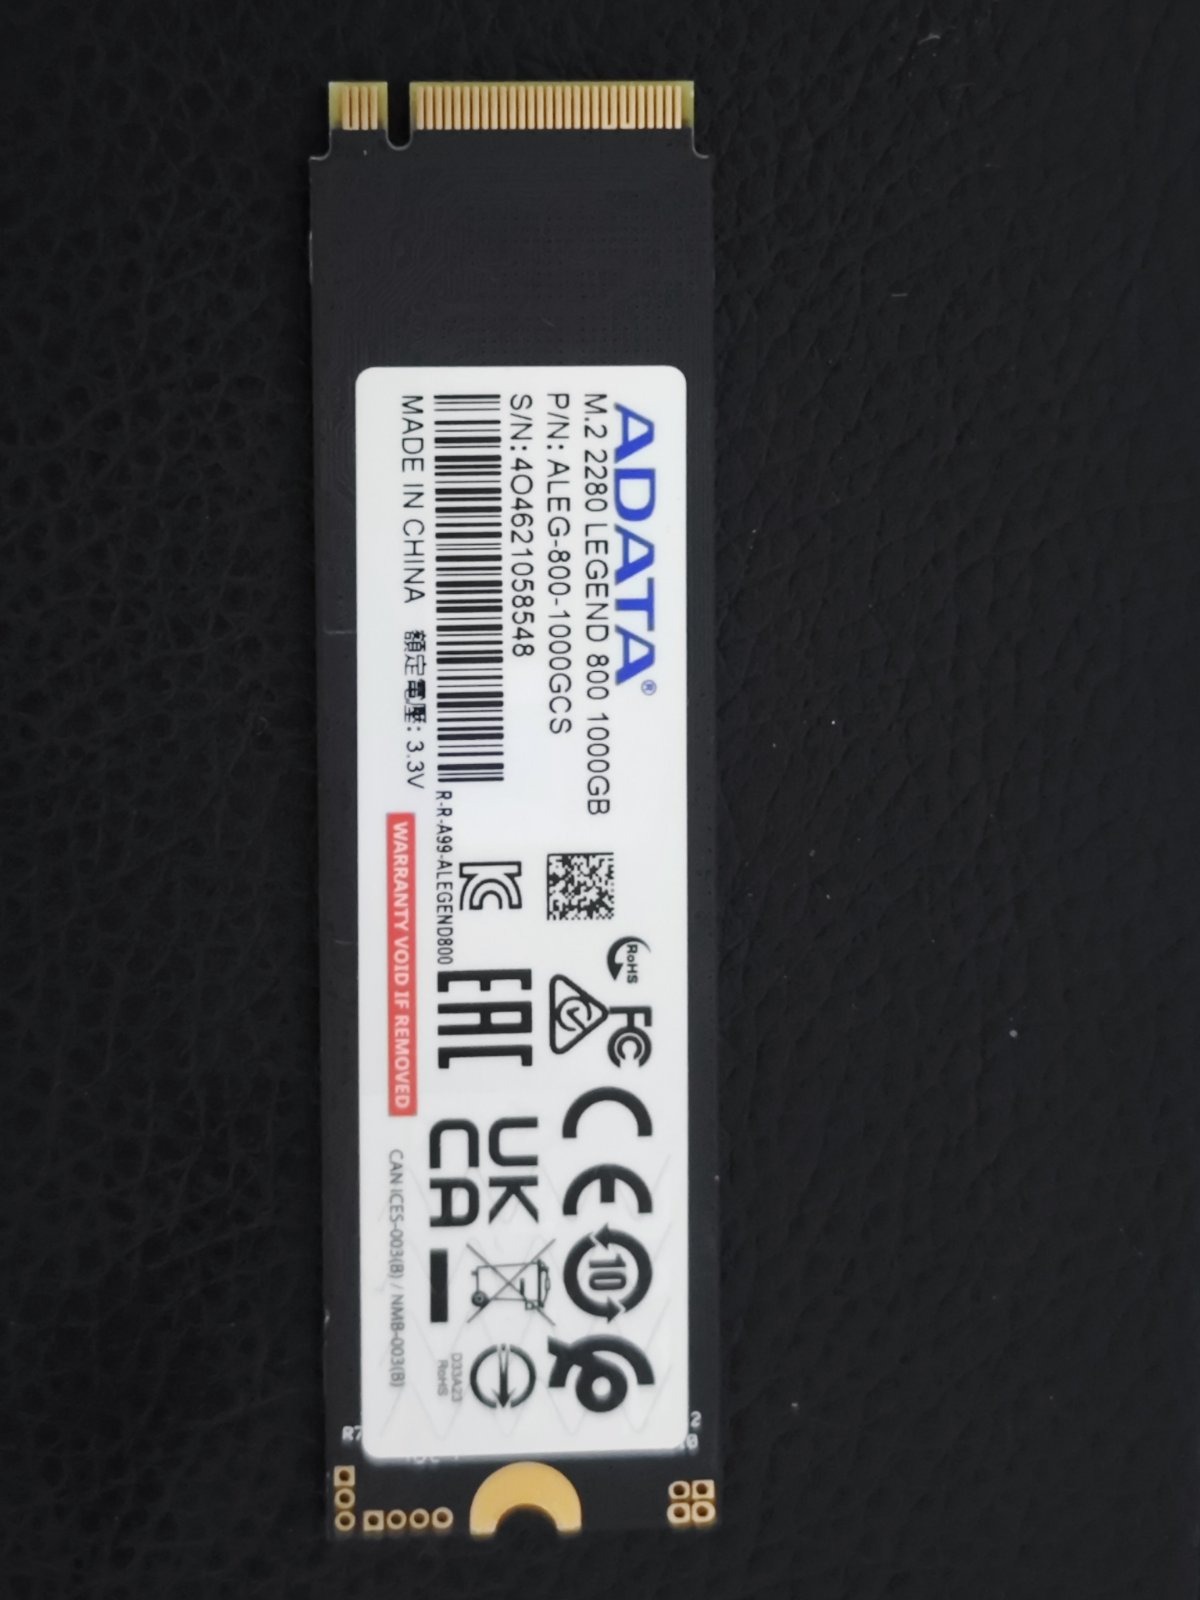 ADATA®
M.2 2280 LEGEND 800 1000GB
P/N: ALEG-800-1000GCS
S/N: 4O4621058548
R-R-A99-ALEGEND800
MADE IN CHINA 額定電壓: 3.3V
WARRANTY VOID IF REMOVED
CAN ICES-003(B) / NMB-003(B)
RoHS
FC
CE
10
EAC
UK
CA
D33A23
RoHS
R7
2